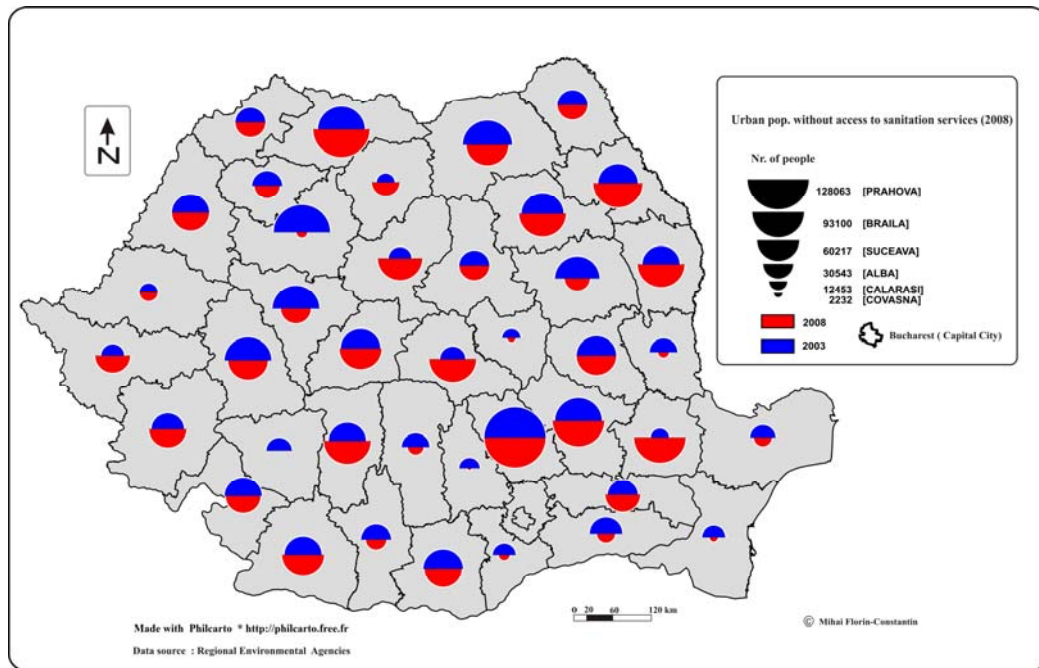 N
Urban pop. without access to sanitation services (2008)
Nr. of people
128063 [PRAHOVA]
93100 [BRAILA]
60217 [SUCEAVA]
30543 [ALBA]
12453 [CALARASI]
2232 [COVASNA]
2008
2003
Bucharest ( Capital City)
0 20 60 120 km
Made with Philcarto * http://philcarto.free.fr
Data source : Regional Environmental Agencies
© Mihai Florin-Constantin